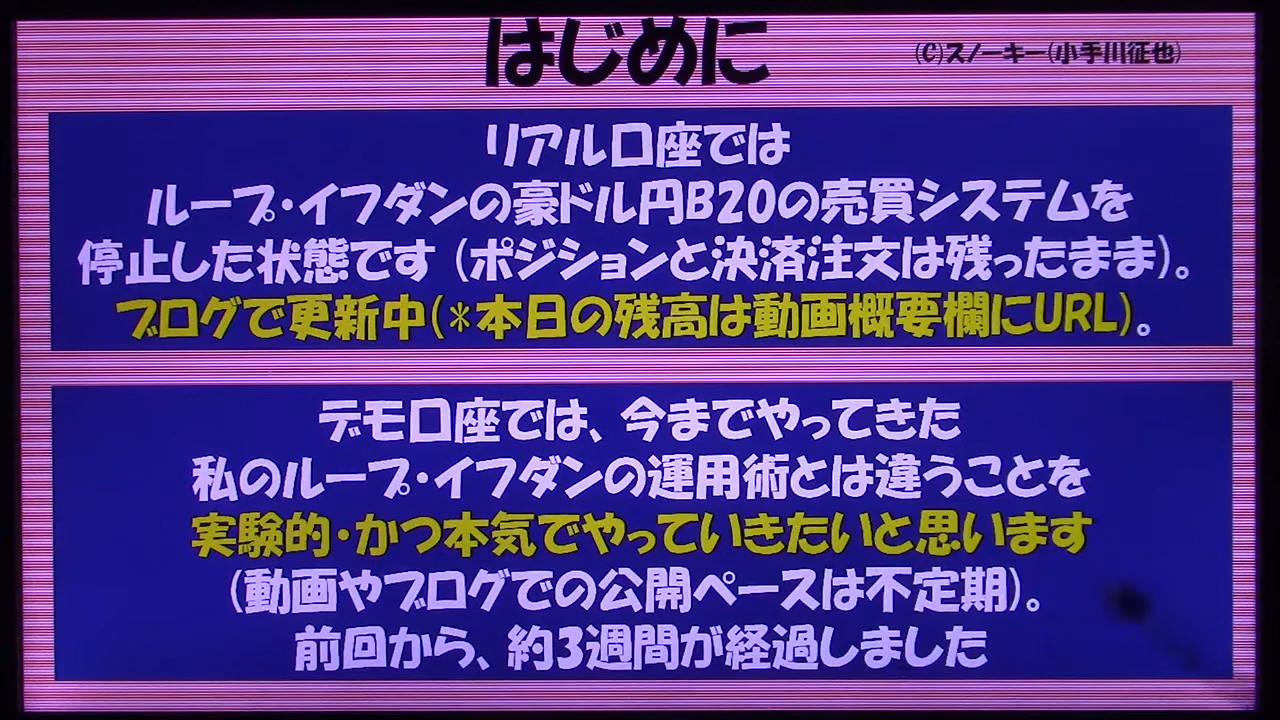 はじめに
(C)スノーキー(小手川征也)
リアル口座では
ループ・イフダンの豪ドル円B20の売買システムを
停止した状態です (ポジションと決済注文は残ったまま)。
ブログで更新中(*本日の残高は動画概要欄にURL)。
デモ口座では、今までやってきた
私のループ・イフダンの運用術とは違うことを
実験的・かつ本気でやっていきたいと思います
(動画やブログでの公開ペースは不定期)。
前回から、約3週間が経過しました